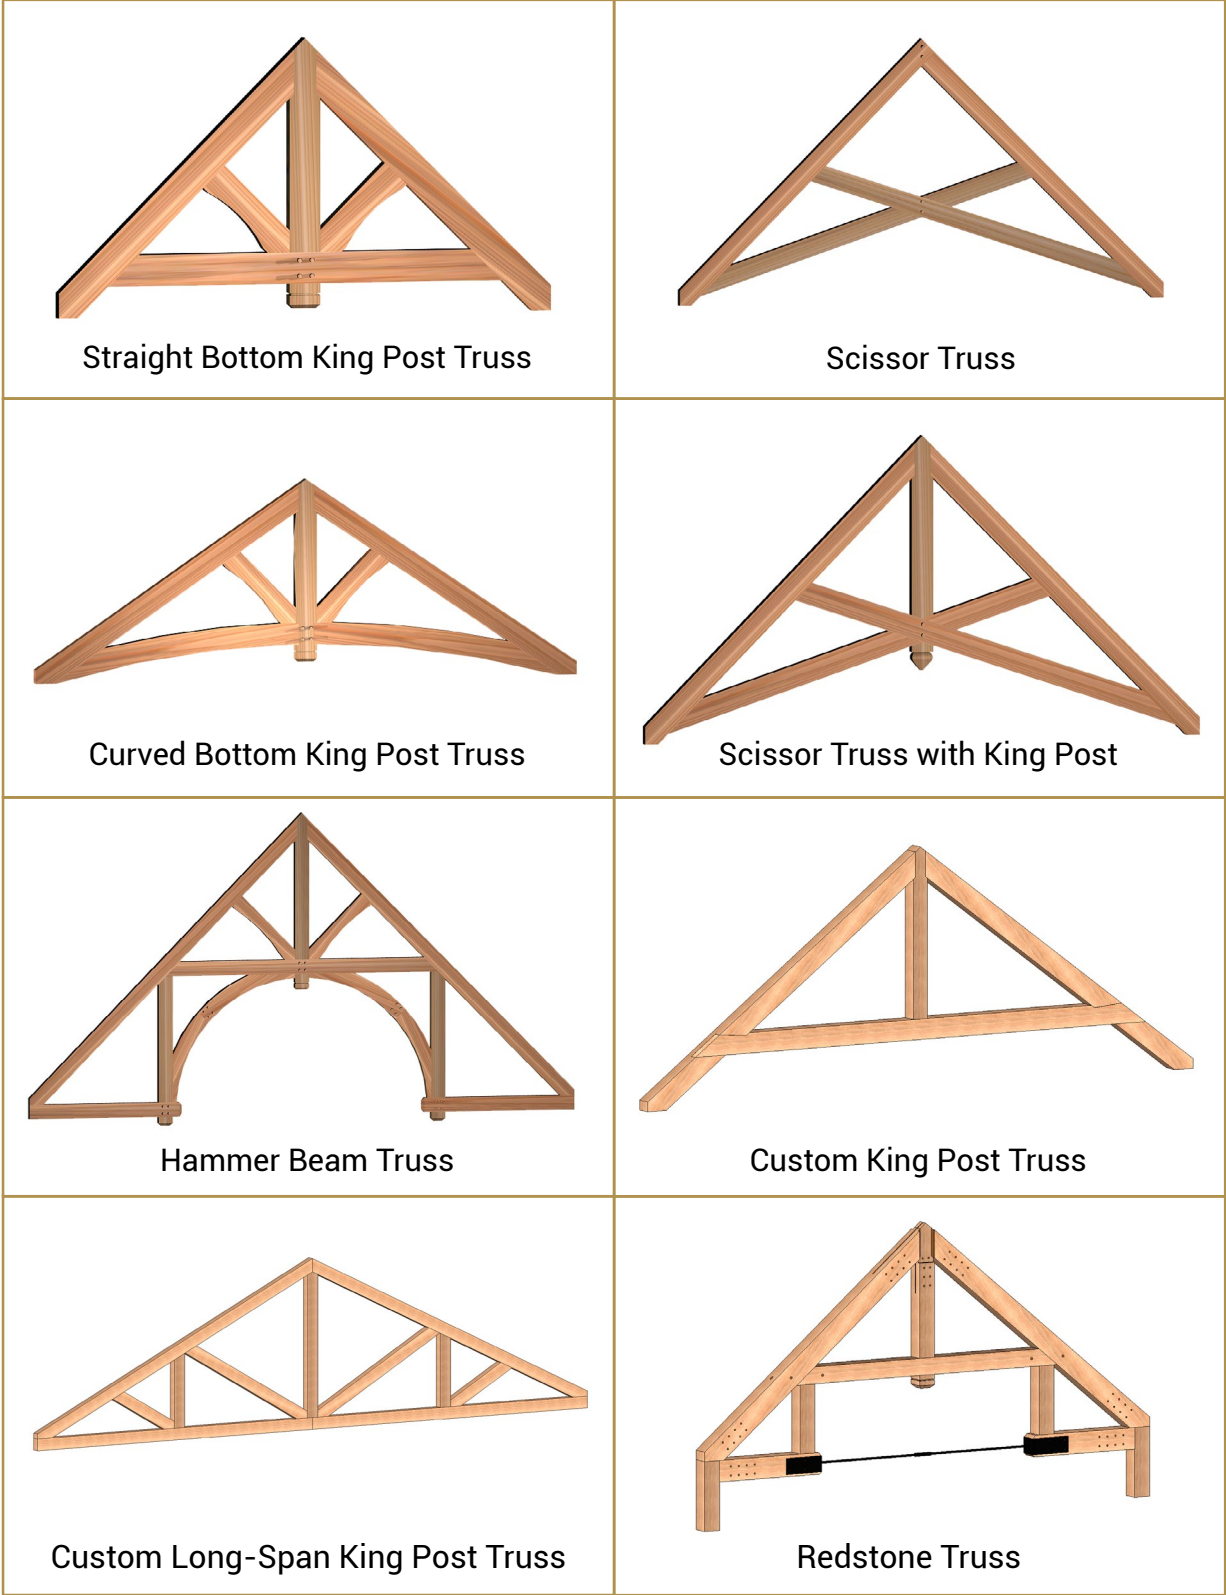 Straight Bottom King Post Truss
Scissor Truss
Curved Bottom King Post Truss
Scissor Truss with King Post
Hammer Beam Truss
Custom King Post Truss
Custom Long-Span King Post Truss
Redstone Truss